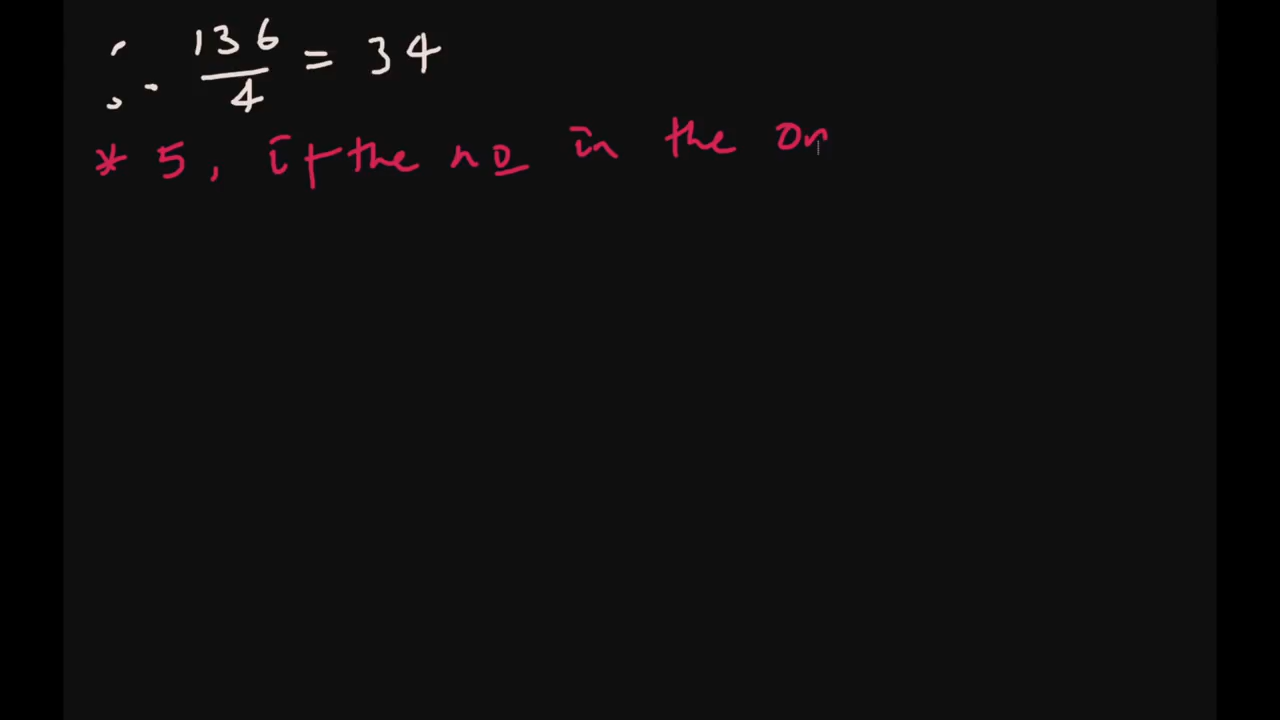 ∴ 136/4 = 34
* 5, if the no in the on